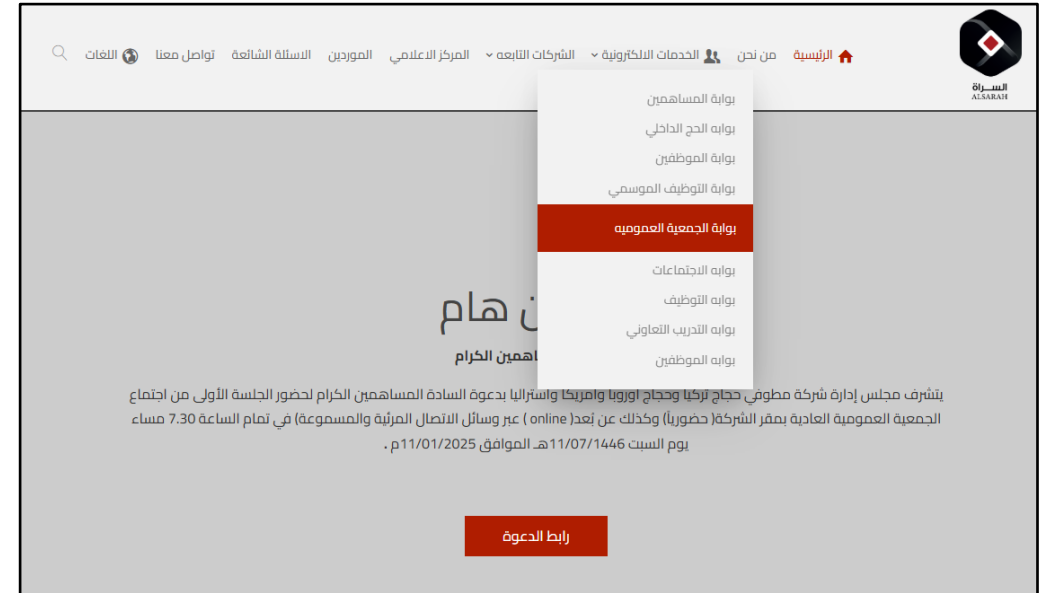 السـراة
ALSARAH
الرئيسية من نحن الخدمات الالكترونية الشركات التابعه المركز الاعلامي الموردين الاسئلة الشائعة تواصل معنا اللغات
بوابة المساهمين
بوابه الحج الداخلي
بوابة الموظفين
بوابة التوظيف الموسمي
بوابة الجمعية العموميه
بوابه الاجتماعات
بوابه التوظيف
بوابه التدريب التعاوني
بوابه الموظفين
هام
الكرام
يتشرف مجلس إدارة شركة مطوفي حجاج تركيا وحجاج اوروبا وامريكا واستراليا بدعوة السادة المساهمين الكرام لحضور الجلسة الأولى من اجتماع
الجمعية العمومية العادية بمقر الشركة( حضورياً) وكذلك عن بُعد( online ) عبر وسائل الاتصال المرئية والمسموعة) في تمام الساعة 7.30 مساء
يوم السبت 11/07/1446هـ الموافق 11/01/2025م .
رابط الدعوة